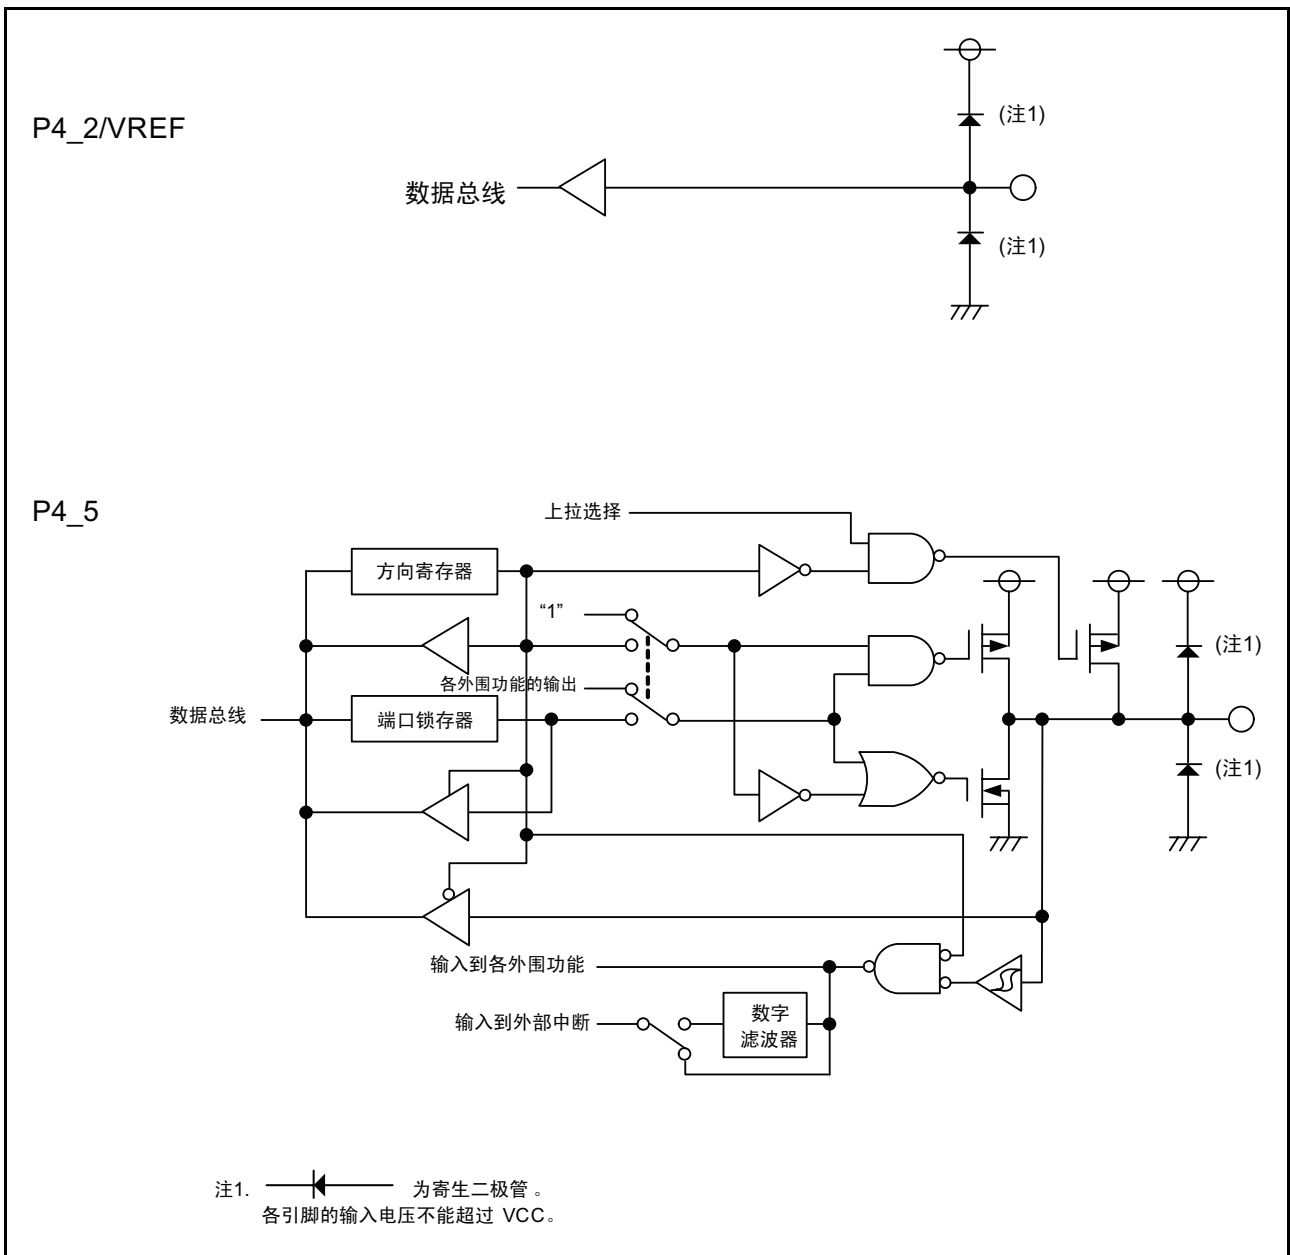 P4_2/VREF
(注1)
数据总线
(注1)
P4_5
上拉选择
方向寄存器
“1”
(注1)
各外围功能的输出
数据总线
端口锁存器
(注1)
输入到各外围功能
输入到外部中断
数字
滤波器
注1.
为寄生二极管。
各引脚的输入电压不能超过 VCC。